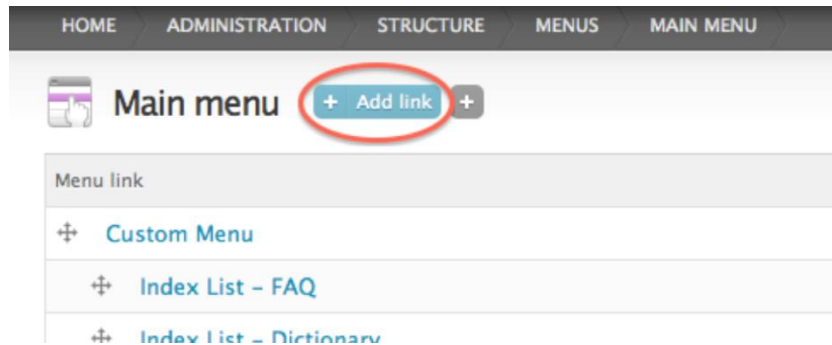 HOME ADMINISTRATION STRUCTURE MENUS MAIN MENU
Main menu + Add link +
Menu link
Custom Menu
Index List – FAQ
Index List – Dictionary